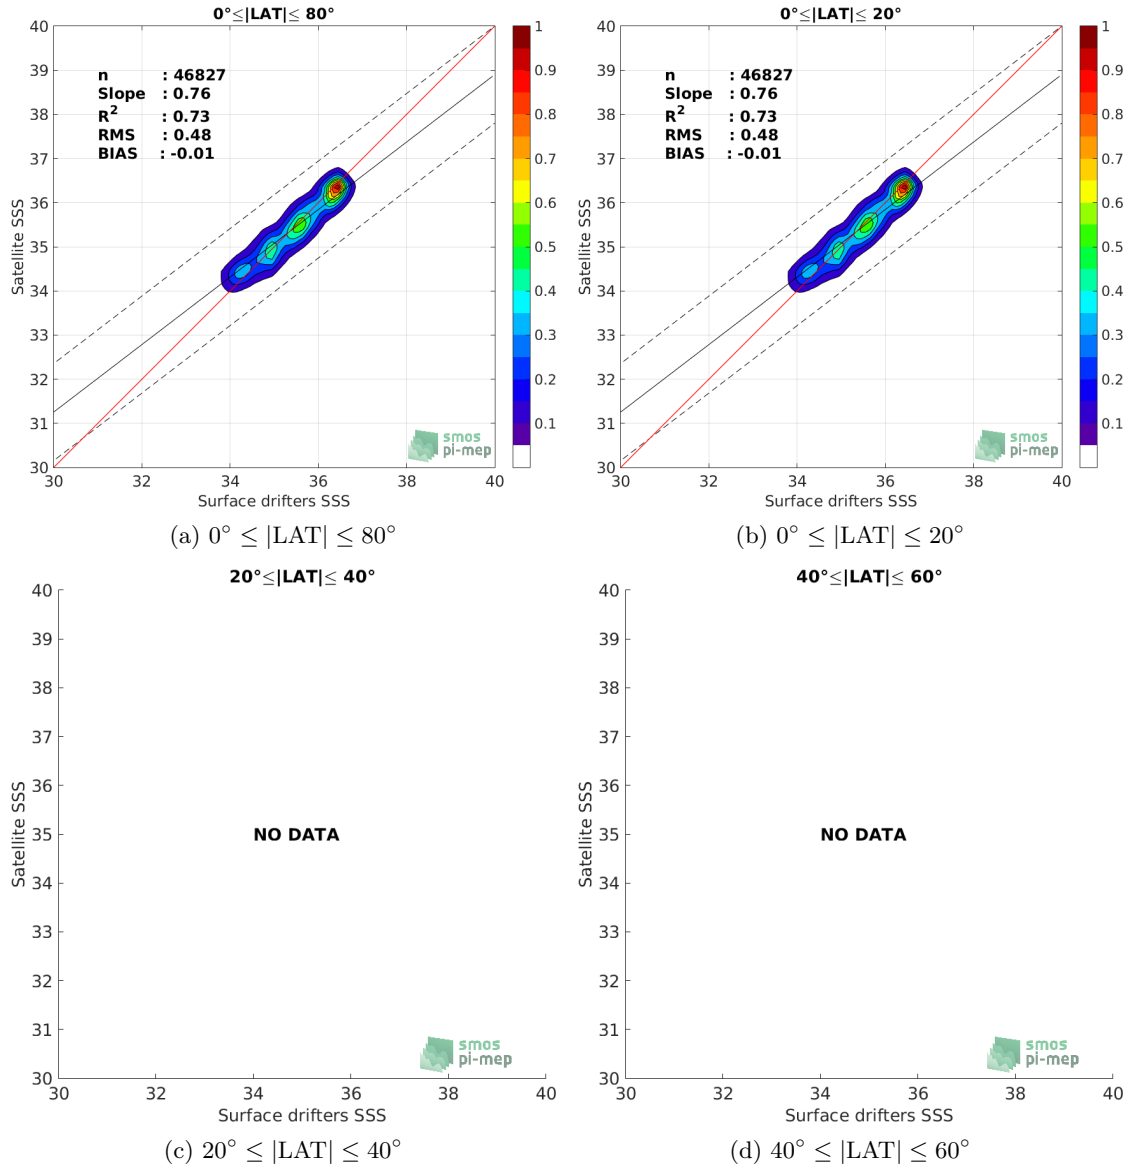 0°≤|LAT|≤ 80°
40
39
38
37
36
35
34
33
32
31
30
Satellite SSS
n : 46827
Slope : 0.76
R² : 0.73
RMS : 0.48
BIAS : -0.01
smos
pi-mep
30 32 34 36 38 40
Surface drifters SSS
1
0.9
0.8
0.7
0.6
0.5
0.4
0.3
0.2
0.1
(a) 0° ≤ |LAT| ≤ 80°
0°≤|LAT|≤ 20°
40
39
38
37
36
35
34
33
32
31
30
Satellite SSS
n : 46827
Slope : 0.76
R² : 0.73
RMS : 0.48
BIAS : -0.01
smos
pi-mep
30 32 34 36 38 40
Surface drifters SSS
1
0.9
0.8
0.7
0.6
0.5
0.4
0.3
0.2
0.1
(b) 0° ≤ |LAT| ≤ 20°
20°≤|LAT|≤ 40°
40
39
38
37
36
35
34
33
32
31
30
Satellite SSS
NO DATA
smos
pi-mep
30 32 34 36 38 40
Surface drifters SSS
(c) 20° ≤ |LAT| ≤ 40°
40°≤|LAT|≤ 60°
40
39
38
37
36
35
34
33
32
31
30
Satellite SSS
NO DATA
smos
pi-mep
30 32 34 36 38 40
Surface drifters SSS
(d) 40° ≤ |LAT| ≤ 60°